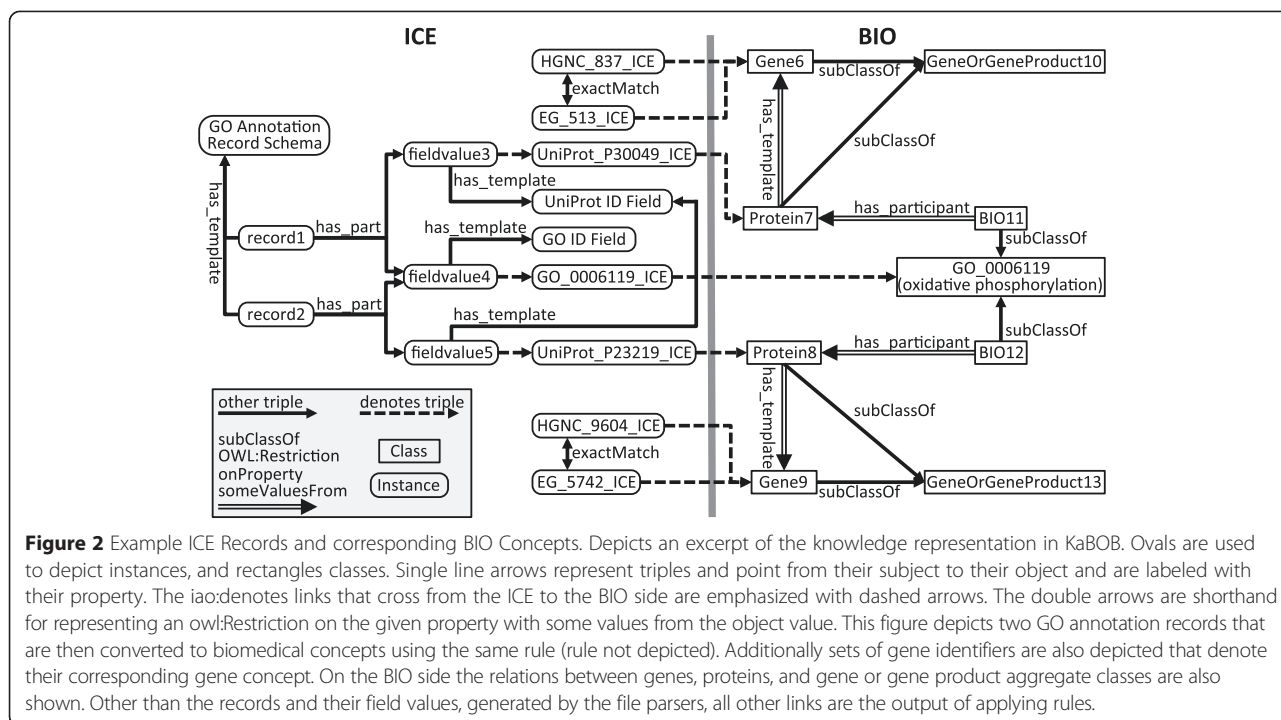 ICE
BIO
HGNC_837_ICE
exactMatch
EG_513_ICE
Gene6
subClassOf
GeneOrGeneProduct10
has_template
subClassOf
GO Annotation
Record Schema
fieldvalue3
UniProt_P30049_ICE
has_template
UniProt ID Field
Protein7
has_participant
BIO11
subClassOf
has_template
record1
has_part
has_template
GO ID Field
fieldvalue4
GO_0006119_ICE
GO_0006119
(oxidative phosphorylation)
record2
has_part
has_template
subClassOf
fieldvalue5
UniProt_P23219_ICE
Protein8
has_participant
BIO12
has_template
subClassOf
other triple
denotes triple
subClassOf
OWL:Restriction
onProperty
someValuesFrom
Class
Instance
HGNC_9604_ICE
exactMatch
EG_5742_ICE
Gene9
subClassOf
GeneOrGeneProduct13
Figure 2 Example ICE Records and corresponding BIO Concepts. Depicts an excerpt of the knowledge representation in KaBOB. Ovals are used
to depict instances, and rectangles classes. Single line arrows represent triples and point from their subject to their object and are labeled with
their property. The iao:denotes links that cross from the ICE to the BIO side are emphasized with dashed arrows. The double arrows are shorthand
for representing an owl:Restriction on the given property with some values from the object value. This figure depicts two GO annotation records that
are then converted to biomedical concepts using the same rule (rule not depicted). Additionally sets of gene identifiers are also depicted that denote
their corresponding gene concept. On the BIO side the relations between genes, proteins, and gene or gene product aggregate classes are also
shown. Other than the records and their field values, generated by the file parsers, all other links are the output of applying rules.